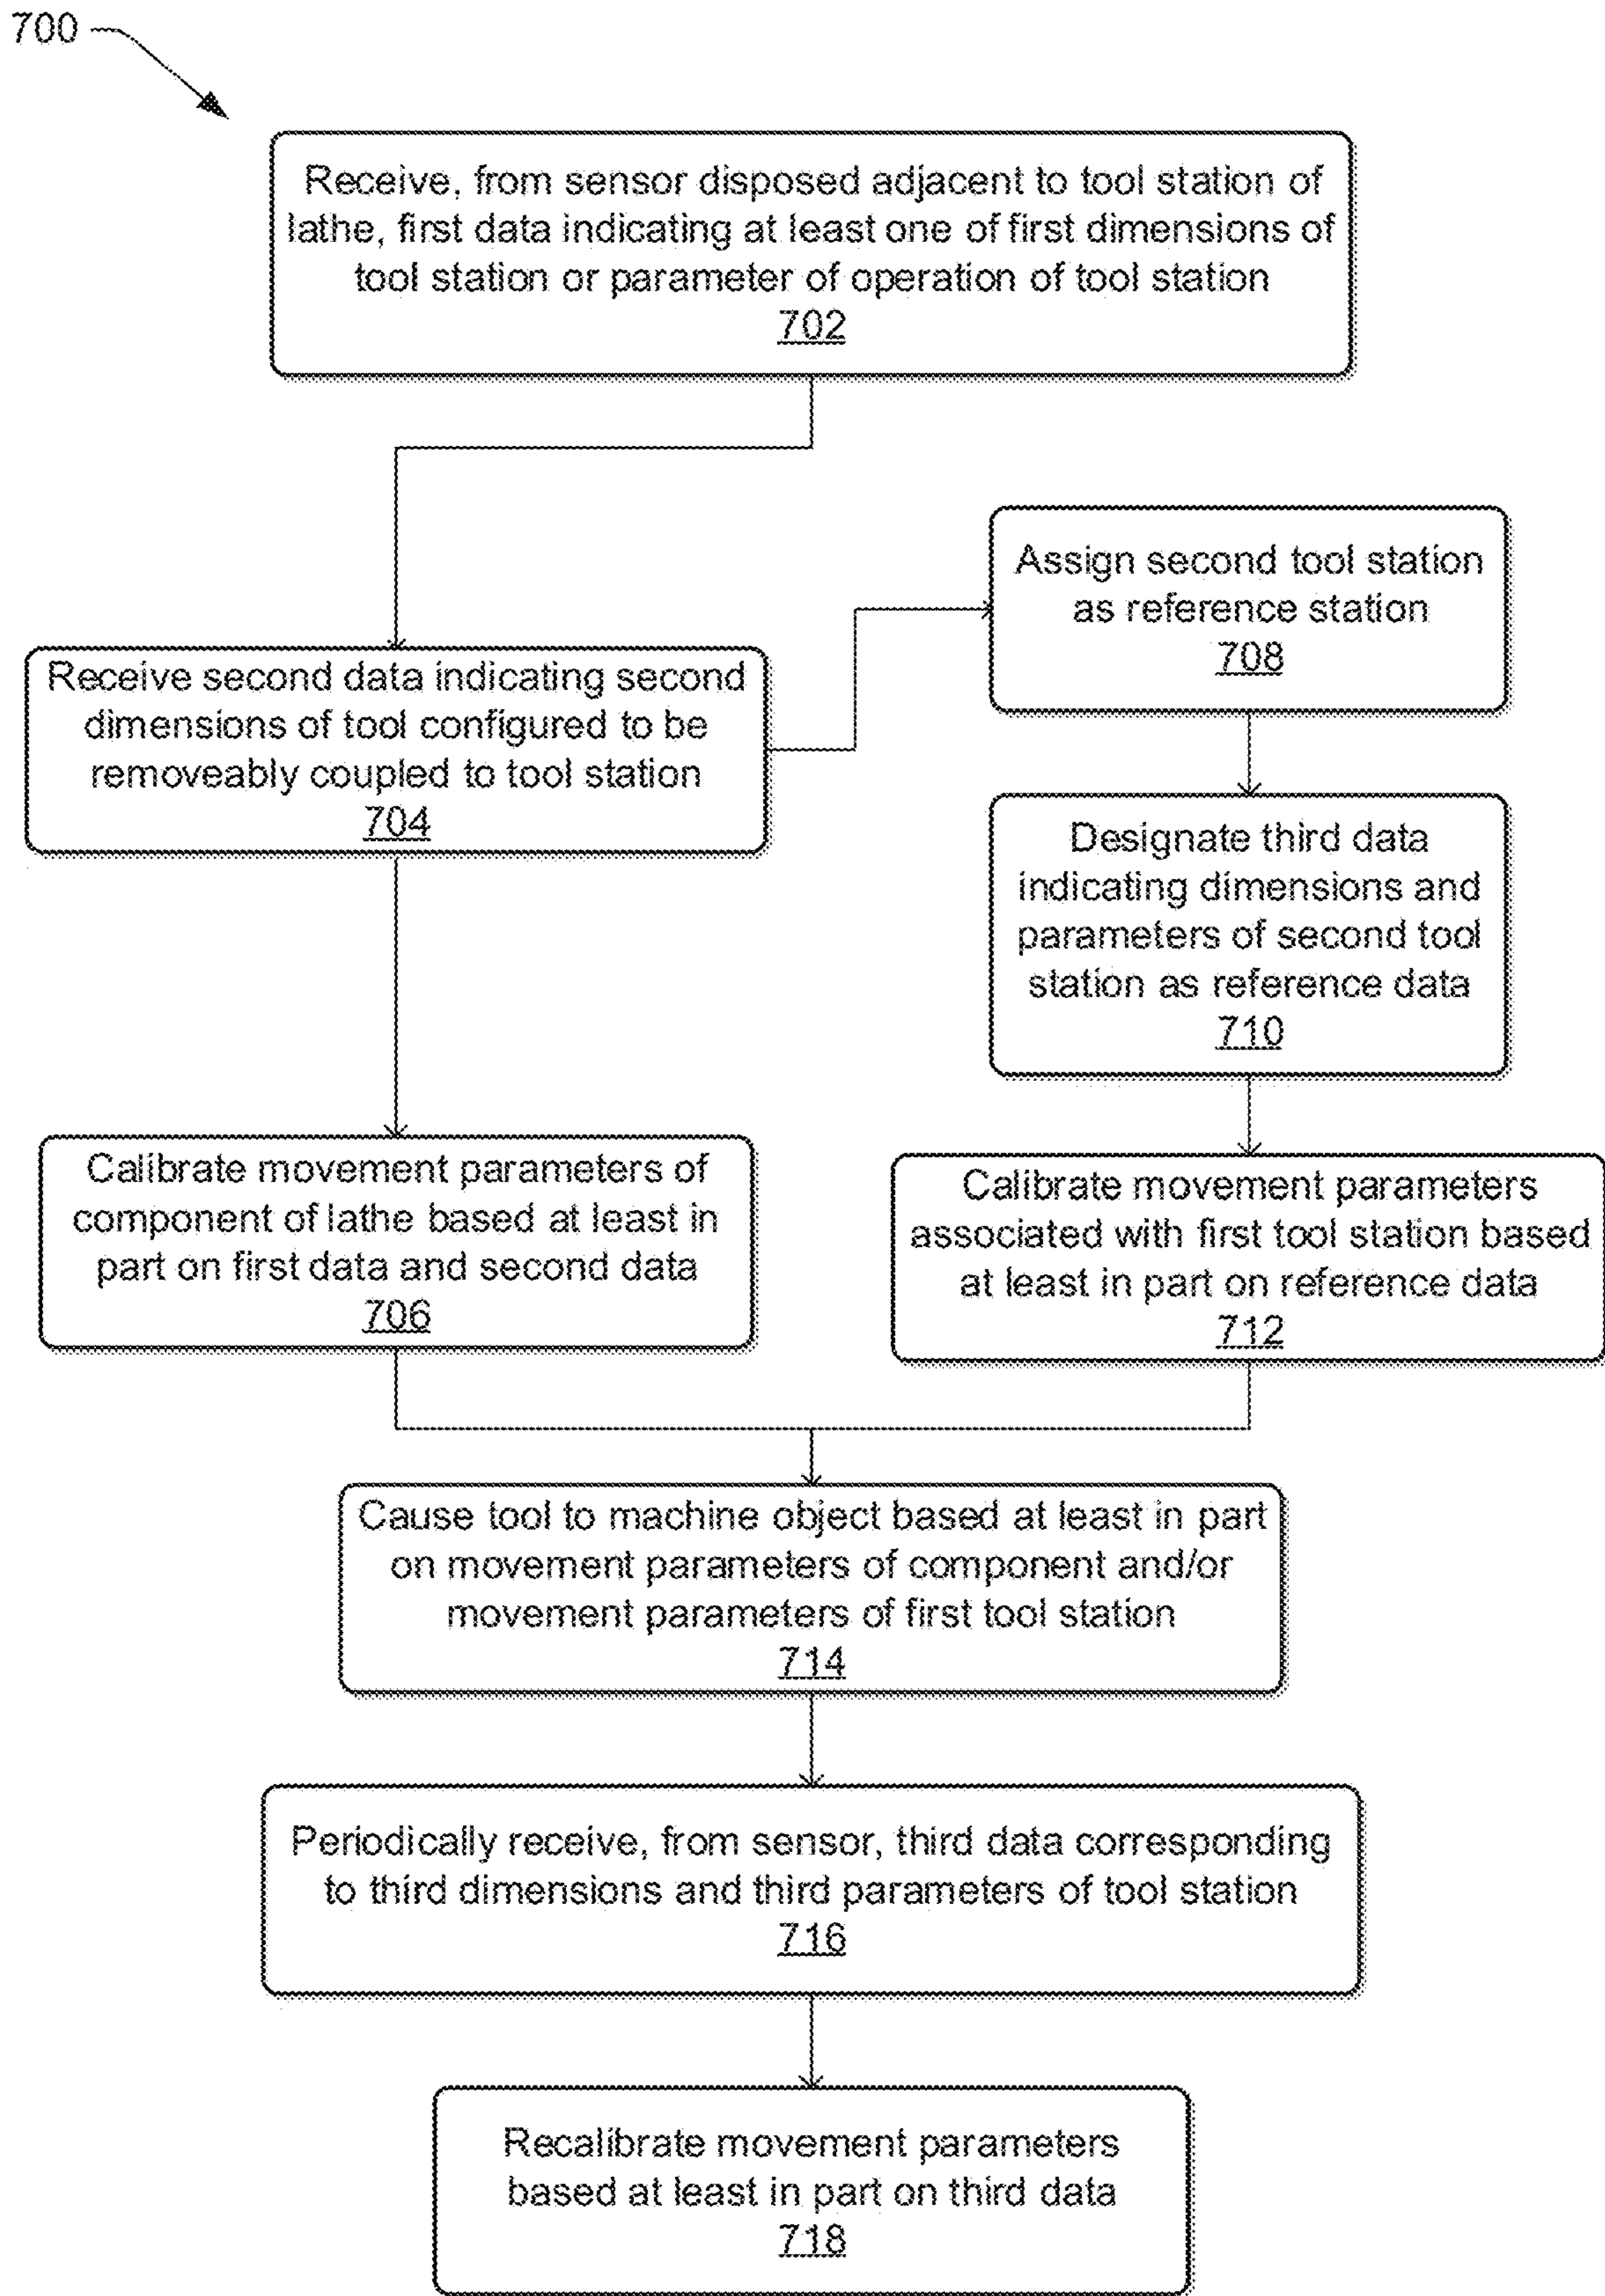 700
Receive, from sensor disposed adjacent to tool station of
lathe, first data indicating at least one of first dimensions of
tool station or parameter of operation of tool station
702
Receive second data indicating second
dimensions of tool configured to be
removeably coupled to tool station
704
Assign second tool station
as reference station
708
Designate third data
indicating dimensions and
parameters of second tool
station as reference data
710
Calibrate movement parameters of
component of lathe based at least in
part on first data and second data
706
Calibrate movement parameters
associated with first tool station based
at least in part on reference data
712
Cause tool to machine object based at least in part
on movement parameters of component and/or
movement parameters of first tool station
714
Periodically receive, from sensor, third data corresponding
to third dimensions and third parameters of tool station
716
Recalibrate movement parameters
based at least in part on third data
718